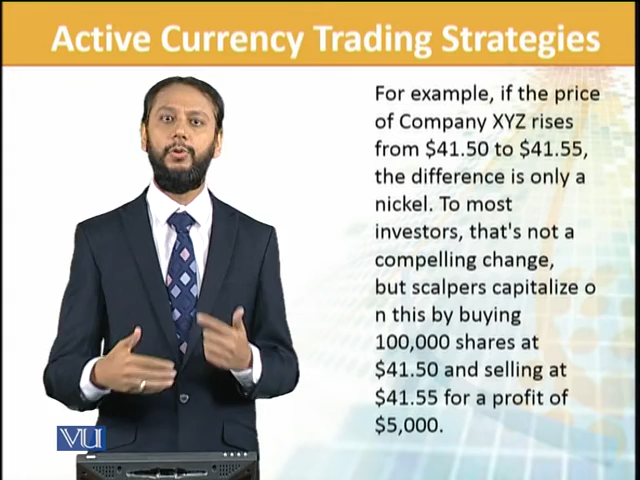 Active Currency Trading Strategies
For example, if the price
of Company XYZ rises
from $41.50 to $41.55,
the difference is only a
nickel. To most
investors, that's not a
compelling change,
but scalpers capitalize o
n this by buying
100,000 shares at
$41.50 and selling at
$41.55 for a profit of
$5,000.
VU